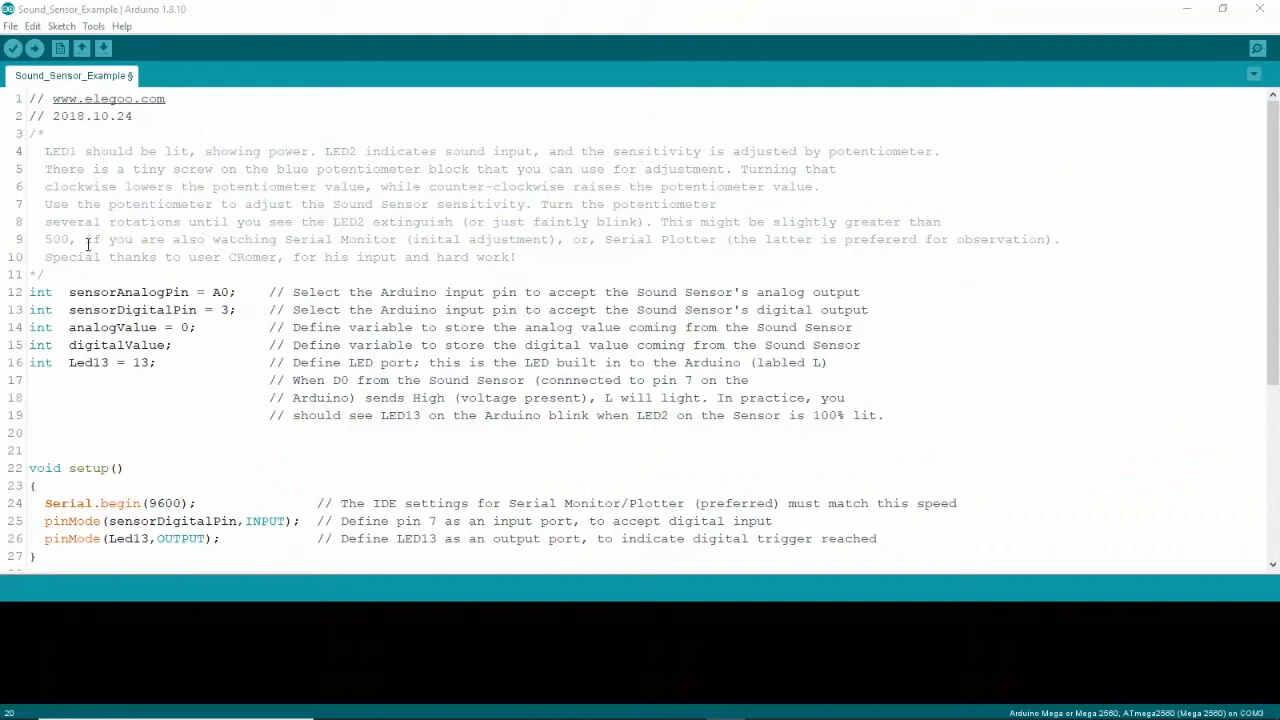 Sound_Sensor_Example | Arduino 1.8.10
File Edit Sketch Tools Help
Sound_Sensor_Example §
1 // www.elegoo.com
2 // 2018.10.24
3 /*
4 LED1 should be lit, showing power. LED2 indicates sound input, and the sensitivity is adjusted by potentiometer.
5 There is a tiny screw on the blue potentiometer block that you can use for adjustment. Turning that
6 clockwise lowers the potentiometer value, while counter-clockwise raises the potentiometer value.
7 Use the potentiometer to adjust the Sound Sensor sensitivity. Turn the potentiometer
8 several rotations until you see the LED2 extinguish (or just faintly blink). This might be slightly greater than
9 500, if you are also watching Serial Monitor (inital adjustment), or, Serial Plotter (the latter is prefererd for observation).
10 Special thanks to user CRomer, for his input and hard work!
11 */
12 int sensorAnalogPin = A0; // Select the Arduino input pin to accept the Sound Sensor's analog output
13 int sensorDigitalPin = 3; // Select the Arduino input pin to accept the Sound Sensor's digital output
14 int analogValue = 0; // Define variable to store the analog value coming from the Sound Sensor
15 int digitalValue; // Define variable to store the digital value coming from the Sound Sensor
16 int Led13 = 13; // Define LED port; this is the LED built in to the Arduino (labled L)
17 // When D0 from the Sound Sensor (connnected to pin 7 on the
18 // Arduino) sends High (voltage present), L will light. In practice, you
19 // should see LED13 on the Arduino blink when LED2 on the Sensor is 100% lit.
20
21
22 void setup()
23 {
24 Serial.begin(9600); // The IDE settings for Serial Monitor/Plotter (preferred) must match this speed
25 pinMode(sensorDigitalPin,INPUT); // Define pin 7 as an input port, to accept digital input
26 pinMode(Led13,OUTPUT); // Define LED13 as an output port, to indicate digital trigger reached
27 }
20 Arduino Mega or Mega 2560, ATmega2560 (Mega 2560) on COM3